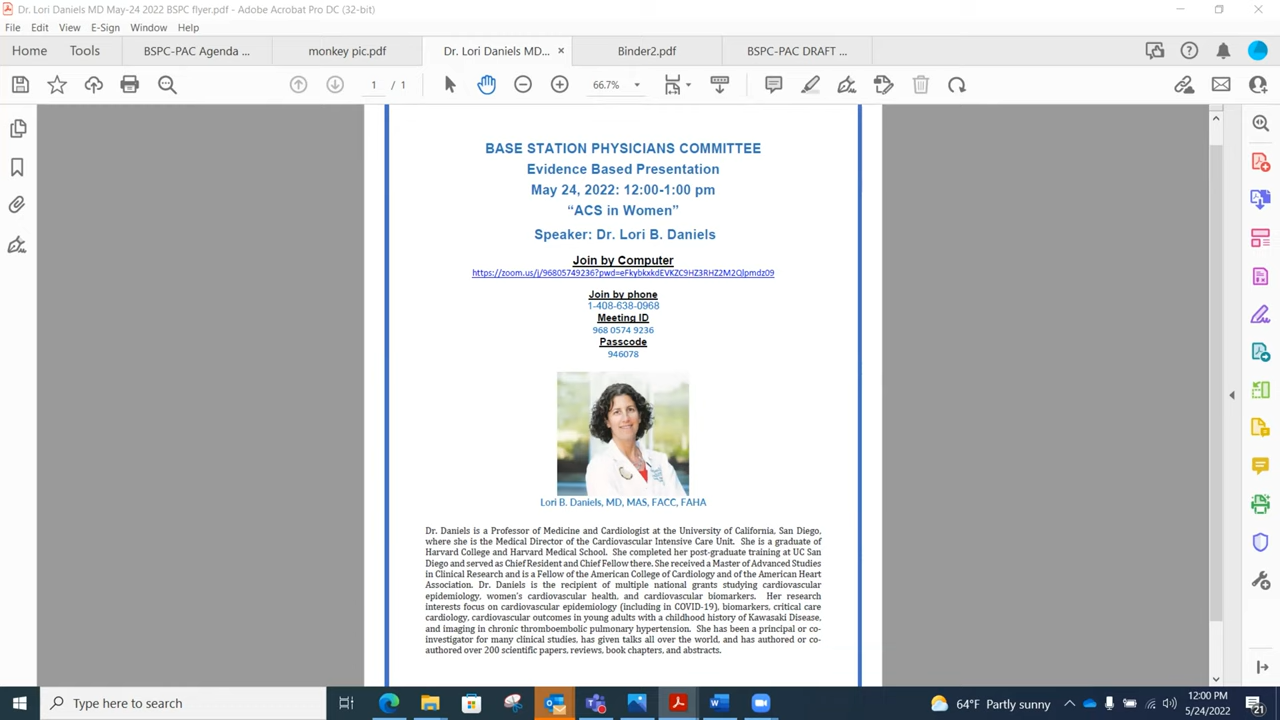 Dr. Lori Daniels MD May-24 2022 BSPC flyer.pdf - Adobe Acrobat Pro DC (32-bit)
File Edit View E-Sign Window Help
Home Tools BSPC-PAC Agenda ... monkey pic.pdf Dr. Lori Daniels MD... × Binder2.pdf BSPC-PAC DRAFT ...
1 / 1 66.7%
BASE STATION PHYSICIANS COMMITTEE
Evidence Based Presentation
May 24, 2022: 12:00-1:00 pm
“ACS in Women”
Speaker: Dr. Lori B. Daniels
Join by Computer
https://zoom.us/j/96805749236?pwd=eFkybkxkdEVKZC9HZ3RHZ2M2Qlpmdz09
Join by phone
1-408-638-0968
Meeting ID
968 0574 9236
Passcode
946078
Lori B. Daniels, MD, MAS, FACC, FAHA
Dr. Daniels is a Professor of Medicine and Cardiologist at the University of California, San Diego,
where she is the Medical Director of the Cardiovascular Intensive Care Unit. She is a graduate of
Harvard College and Harvard Medical School. She completed her post-graduate training at UC San
Diego and served as Chief Resident and Chief Fellow there. She received a Master of Advanced Studies
in Clinical Research and is a Fellow of the American College of Cardiology and of the American Heart
Association. Dr. Daniels is the recipient of multiple national grants studying cardiovascular
epidemiology, women's cardiovascular health, and cardiovascular biomarkers. Her research
interests focus on cardiovascular epidemiology (including in COVID-19), biomarkers, critical care
cardiology, cardiovascular outcomes in young adults with a childhood history of Kawasaki Disease,
and imaging in chronic thromboembolic pulmonary hypertension. She has been a principal or co-
investigator for many clinical studies, has given talks all over the world, and has authored or co-
authored over 200 scientific papers, reviews, book chapters, and abstracts.
Type here to search
64°F Partly sunny
12:00 PM
5/24/2022
21